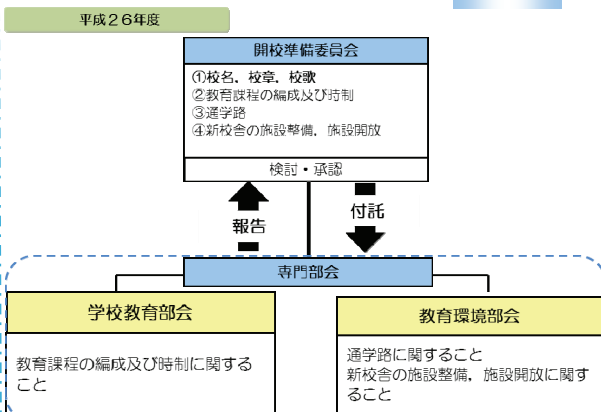 平成26年度
開校準備委員会
①校名，校章，校歌
②教育課程の編成及び時制
③通学路
④新校舎の施設整備，施設開放
検討・承認
報告
付託
専門部会
学校教育部会
教育課程の編成及び時制に関する
こと
教育環境部会
通学路に関すること
新校舎の施設整備，施設開放に関す
ること